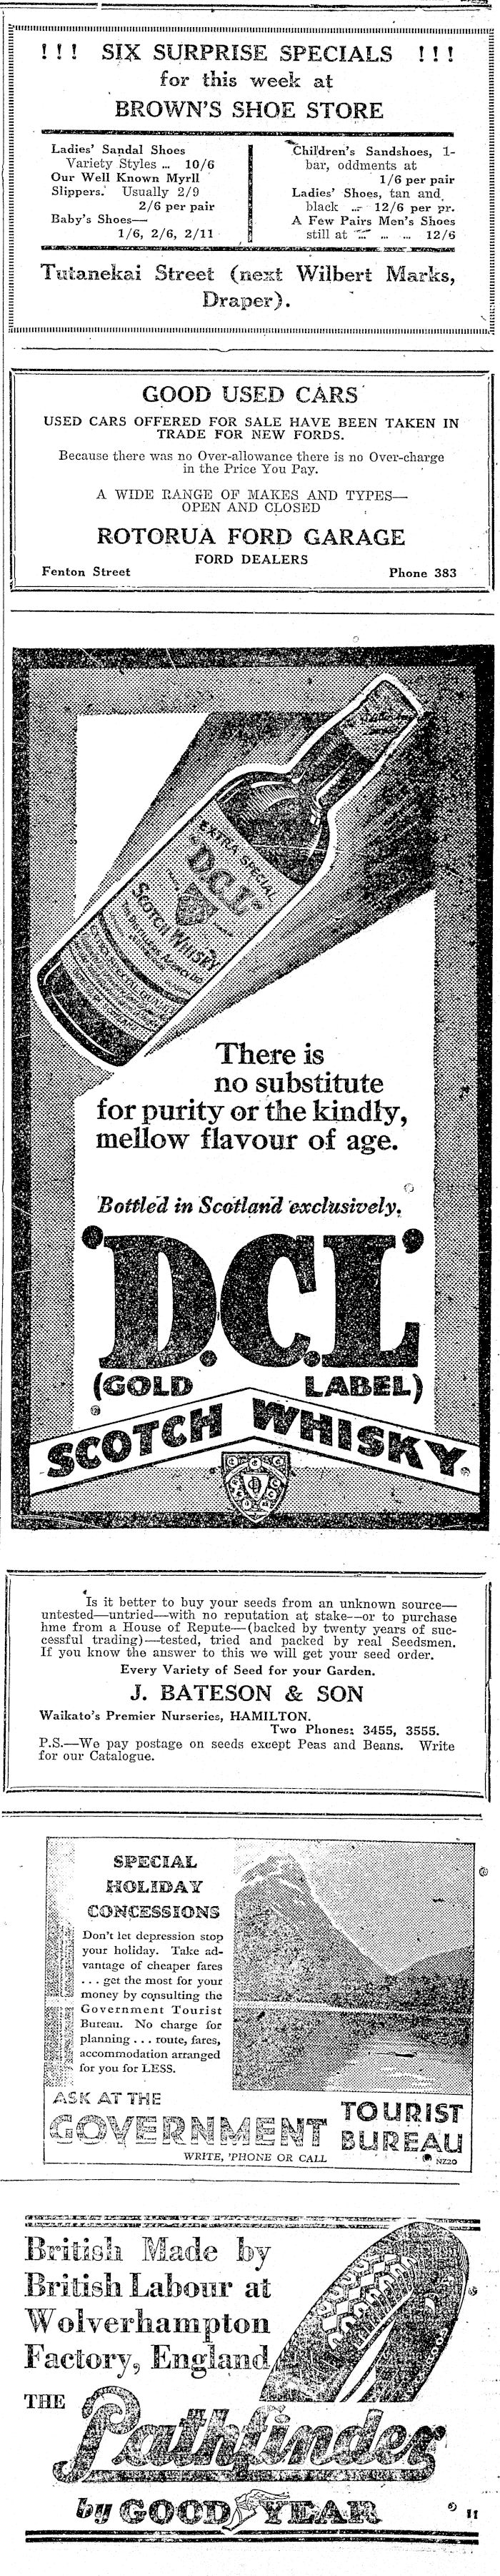 !!! SIX SURPRISE SPECIALS !!!
for this week at
BROWN'S SHOE STORE
Ladies' Sandal Shoes
Variety Styles ... 10/6
Our Well Known Myrll
Slippers. Usually 2/9
2/6 per pair
Baby's Shoes—
1/6, 2/6, 2/11
Children's Sandshoes, 1-
bar, oddments at
1/6 per pair
Ladies' Shoes, tan and
black ... 12/6 per pr.
A Few Pairs Men's Shoes
still at ... ... ... 12/6
Tutanekai Street (next Wilbert Marks,
Draper).
GOOD USED CARS
USED CARS OFFERED FOR SALE HAVE BEEN TAKEN IN
TRADE FOR NEW FORDS.
Because there was no Over-allowance there is no Over-charge
in the Price You Pay.
A WIDE RANGE OF MAKES AND TYPES—
OPEN AND CLOSED
ROTORUA FORD GARAGE
FORD DEALERS
Fenton Street Phone 383
EXTRA SPECIAL
"D.C.L"
SCOTCH WHISKY
There is
no substitute
for purity or the kindly,
mellow flavour of age.
Bottled in Scotland exclusively.
'D.C.L'
(GOLD LABEL)
SCOTCH WHISKY
Is it better to buy your seeds from an unknown source—
untested—untried—with no reputation at stake—or to purchase
hme from a House of Repute—(backed by twenty years of suc-
cessful trading)—tested, tried and packed by real Seedsmen.
If you know the answer to this we will get your seed order.
Every Variety of Seed for your Garden.
J. BATESON & SON
Waikato's Premier Nurseries, HAMILTON.
Two Phones: 3455, 3555.
P.S.—We pay postage on seeds except Peas and Beans. Write
for our Catalogue.
SPECIAL
HOLIDAY
CONCESSIONS
Don't let depression stop
your holiday. Take ad-
vantage of cheaper fares
. . . get the most for your
money by consulting the
Government Tourist
Bureau. No charge for
planning . . . route, fares,
accommodation arranged
for you for LESS.
ASK AT THE
GOVERNMENT TOURIST
BUREAU
WRITE, 'PHONE OR CALL
NZ20
British Made by
British Labour at
Wolverhampton
Factory, England
THE
Pathfinder
by GOODYEAR
11